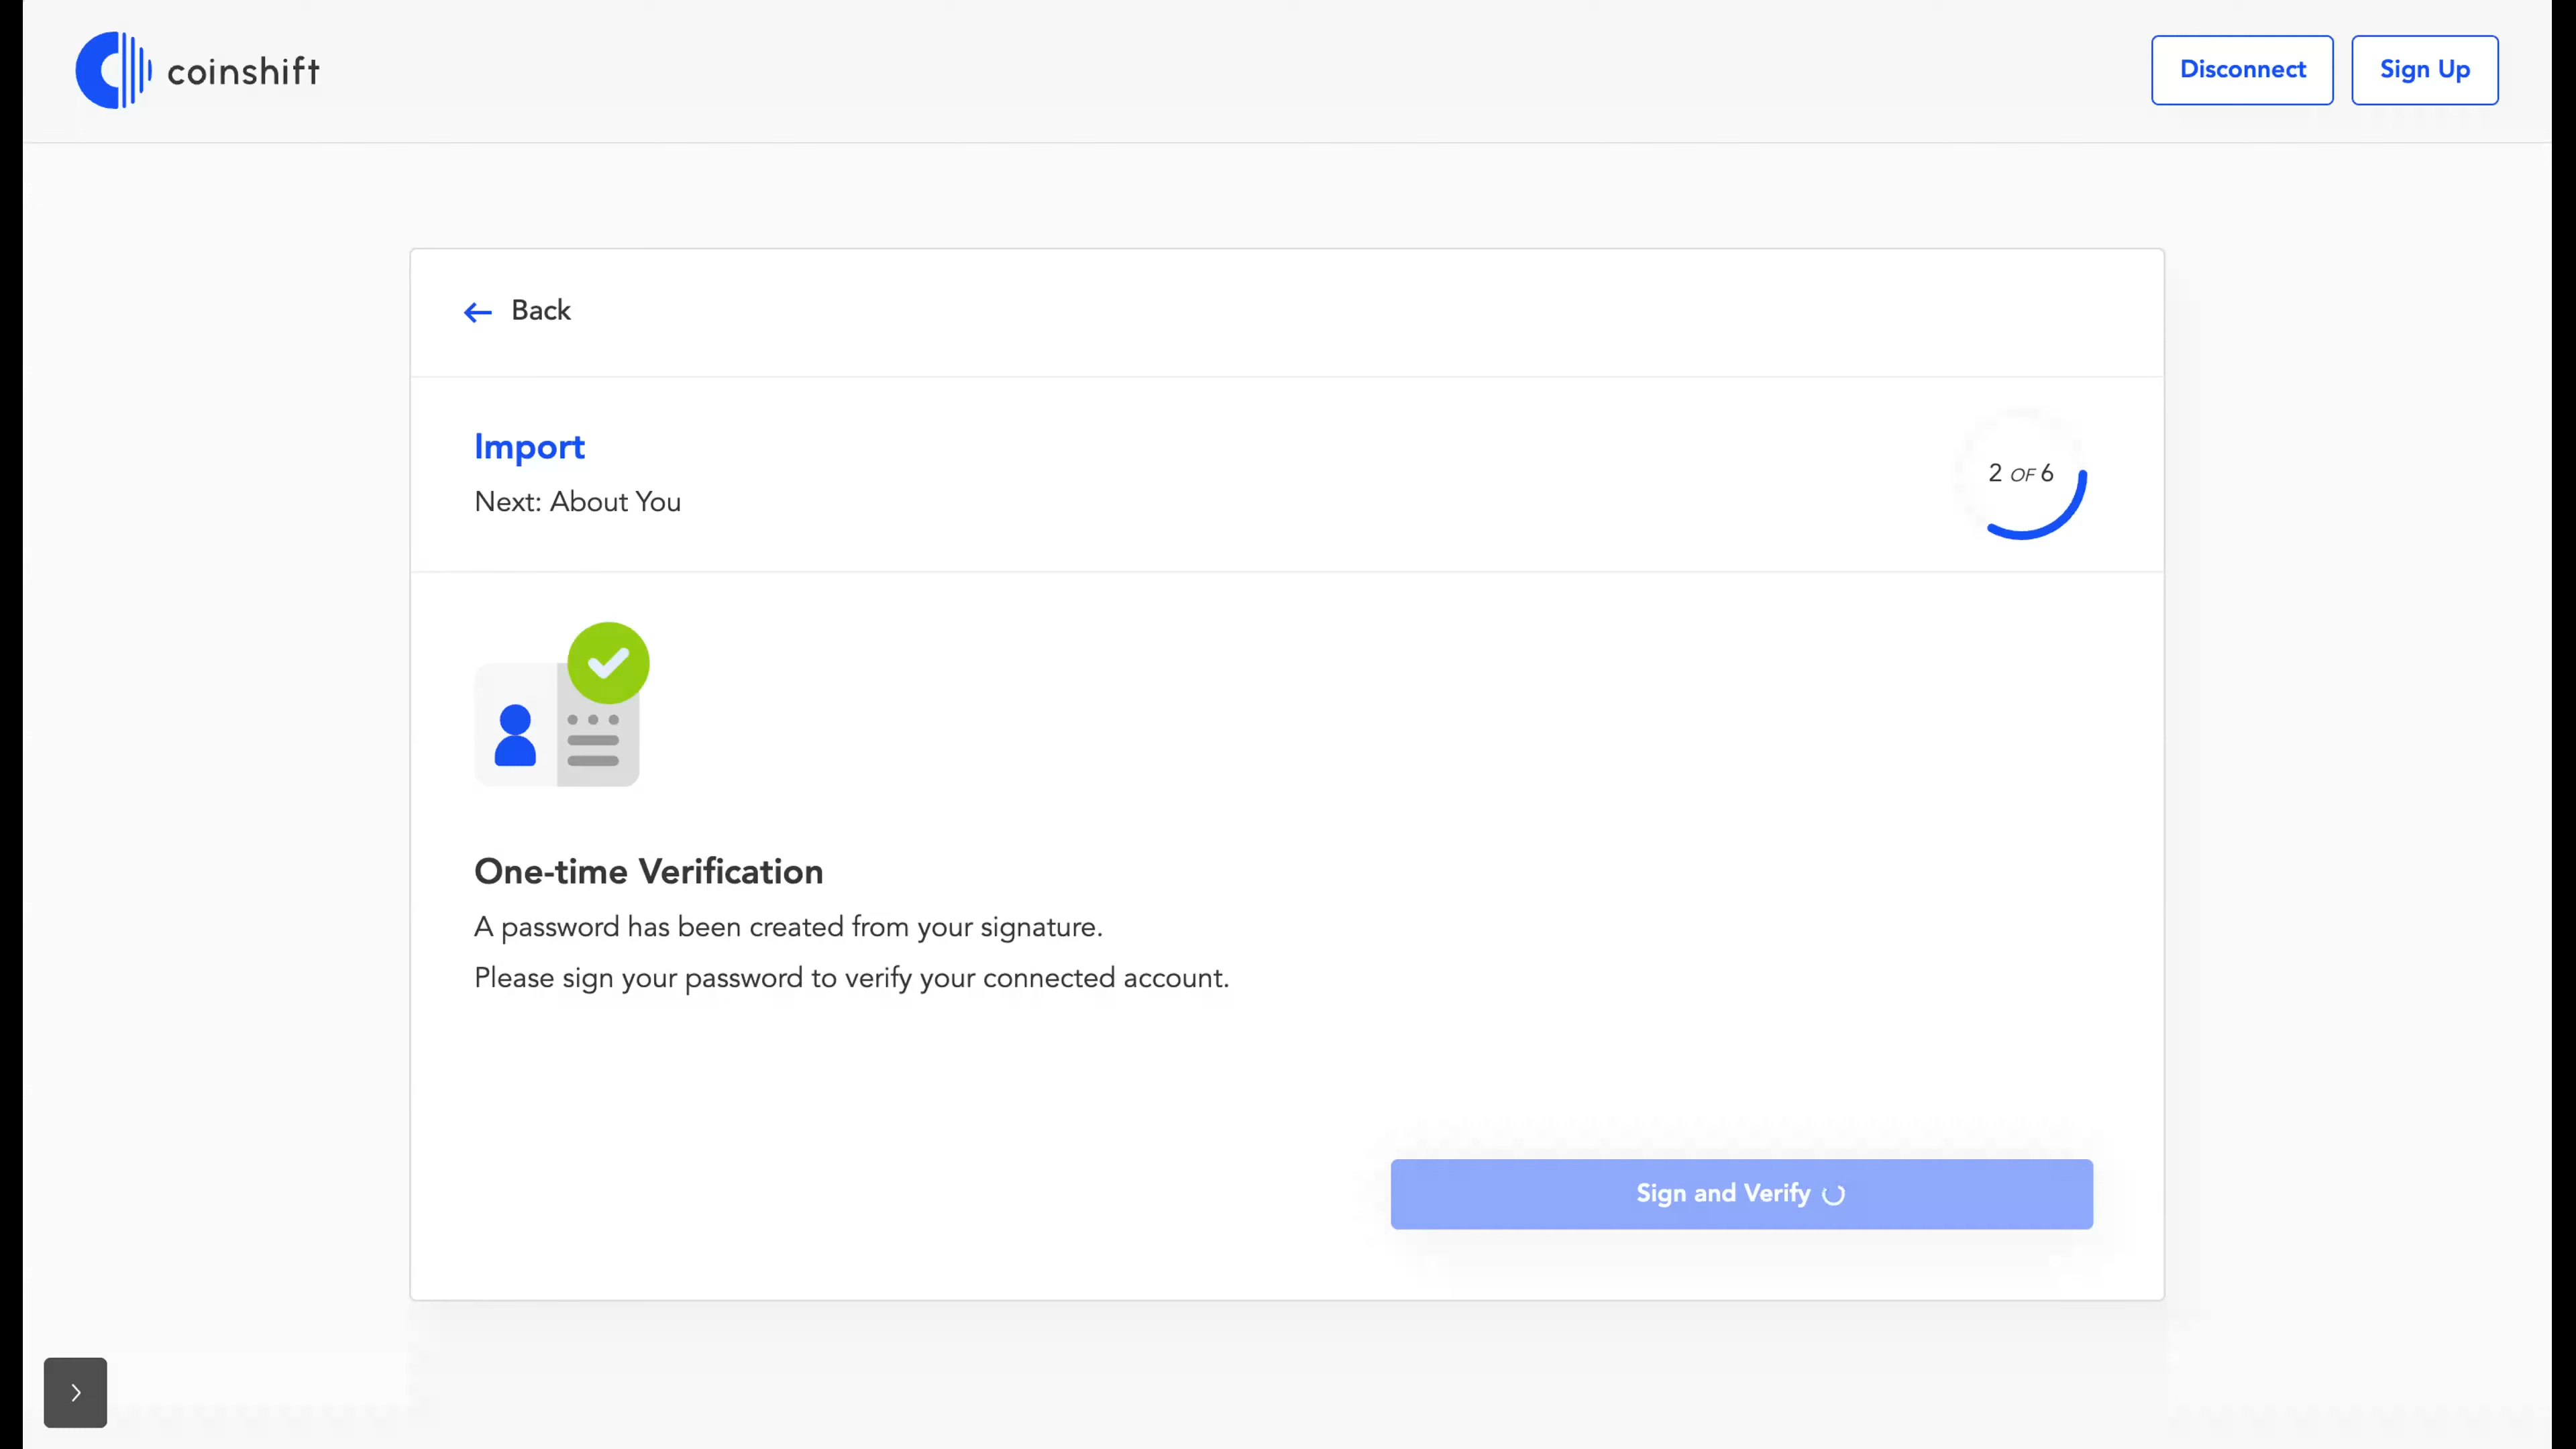 coinshift
Disconnect
Sign Up
Back
Import
Next: About You
2 OF 6
One-time Verification
A password has been created from your signature.
Please sign your password to verify your connected account.
Sign and Verify